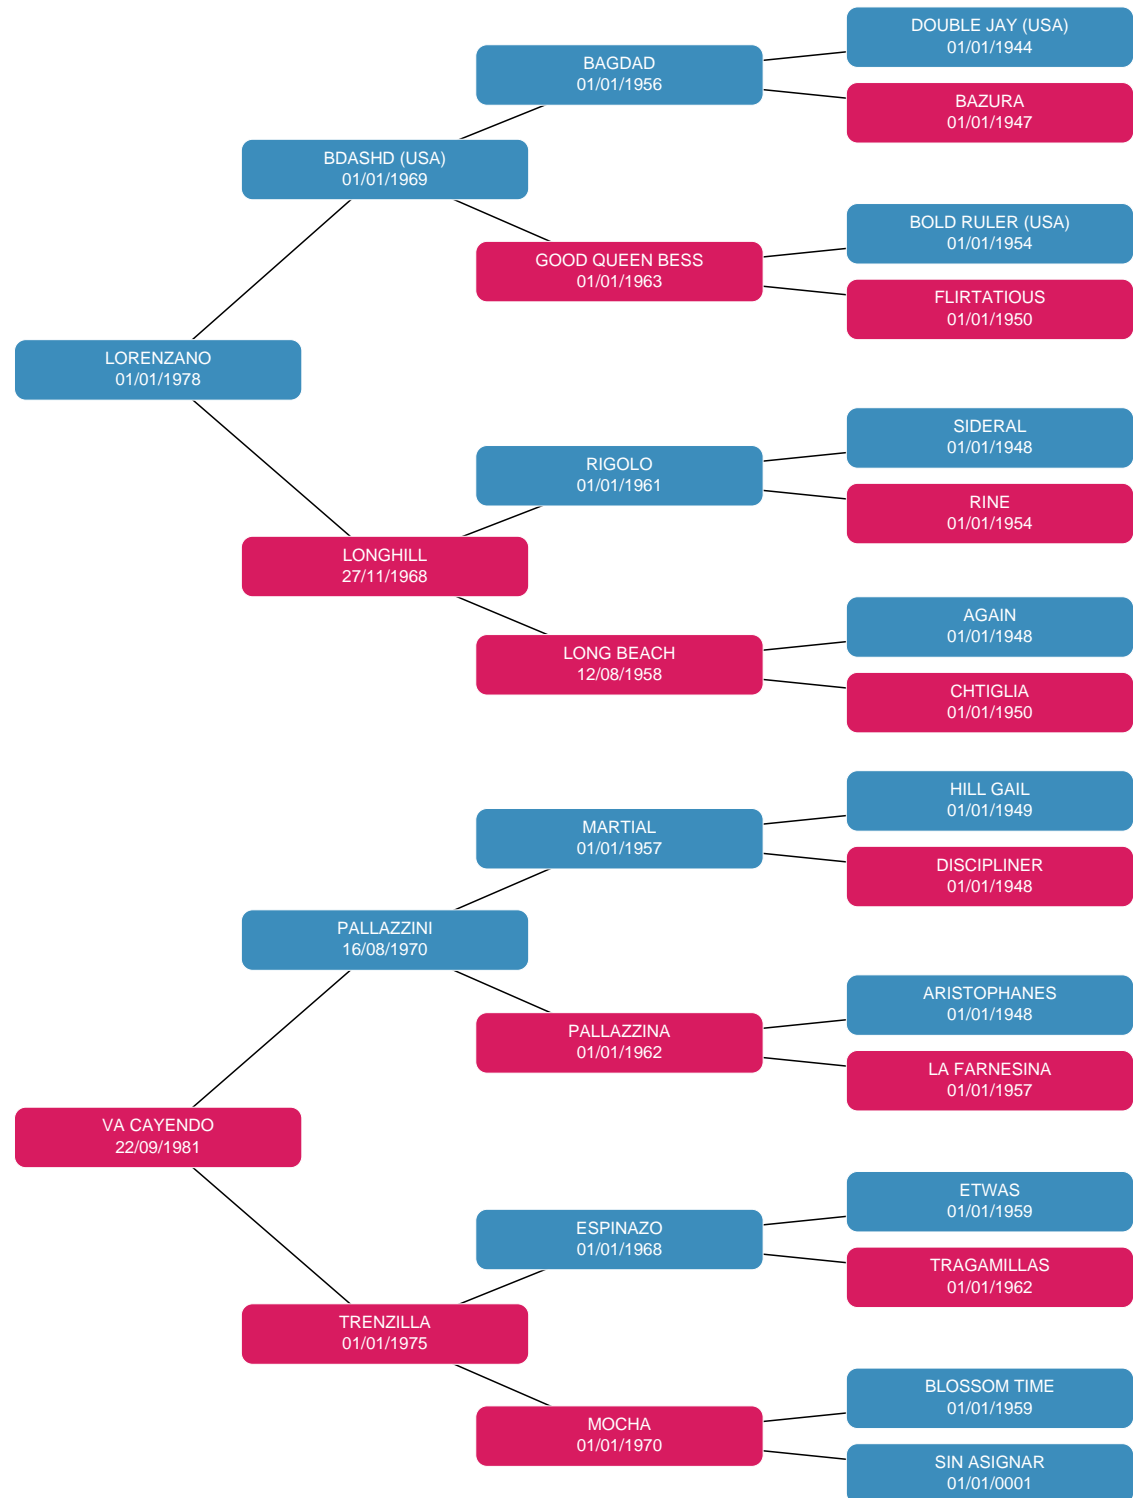 DOUBLE JAY (USA)
01/01/1944
BAGDAD
01/01/1956
BAZURA
01/01/1947
BDASHD (USA)
01/01/1969
BOLD RULER (USA)
01/01/1954
GOOD QUEEN BESS
01/01/1963
FLIRTATIOUS
01/01/1950
LORENZANO
01/01/1978
SIDERAL
01/01/1948
RIGOLO
01/01/1961
RINE
01/01/1954
LONGHILL
27/11/1968
AGAIN
01/01/1948
LONG BEACH
12/08/1958
CHTIGLIA
01/01/1950
HILL GAIL
01/01/1949
MARTIAL
01/01/1957
DISCIPLINER
01/01/1948
PALLAZZINI
16/08/1970
ARISTOPHANES
01/01/1948
PALLAZZINA
01/01/1962
LA FARNESINA
01/01/1957
VA CAYENDO
22/09/1981
ETWAS
01/01/1959
ESPINAZO
01/01/1968
TRAGAMILLAS
01/01/1962
TRENZILLA
01/01/1975
BLOSSOM TIME
01/01/1959
MOCHA
01/01/1970
SIN ASIGNAR
01/01/0001